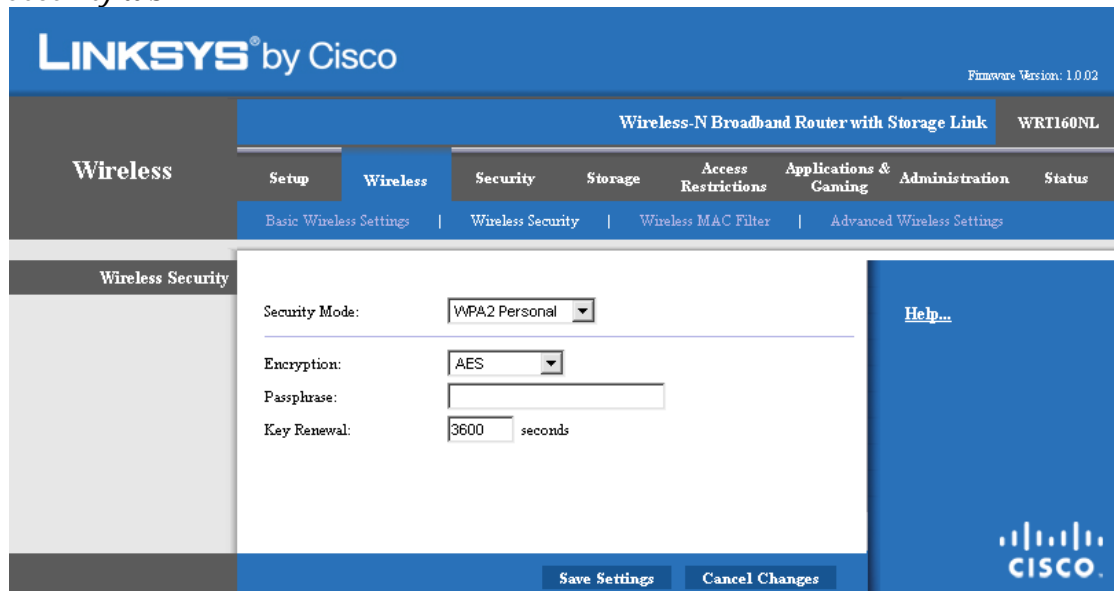 LINKSYS® by Cisco
Firmware Version: 1.0.02
Wireless-N Broadband Router with Storage Link WRT160NL
Wireless
Setup Wireless Security Storage Access Restrictions Applications & Gaming Administration Status
Basic Wireless Settings | Wireless Security | Wireless MAC Filter | Advanced Wireless Settings
Wireless Security
Security Mode: WPA2 Personal
Help...
Encryption: AES
Passphrase:
Key Renewal: 3600 seconds
Save Settings Cancel Changes
CISCO.